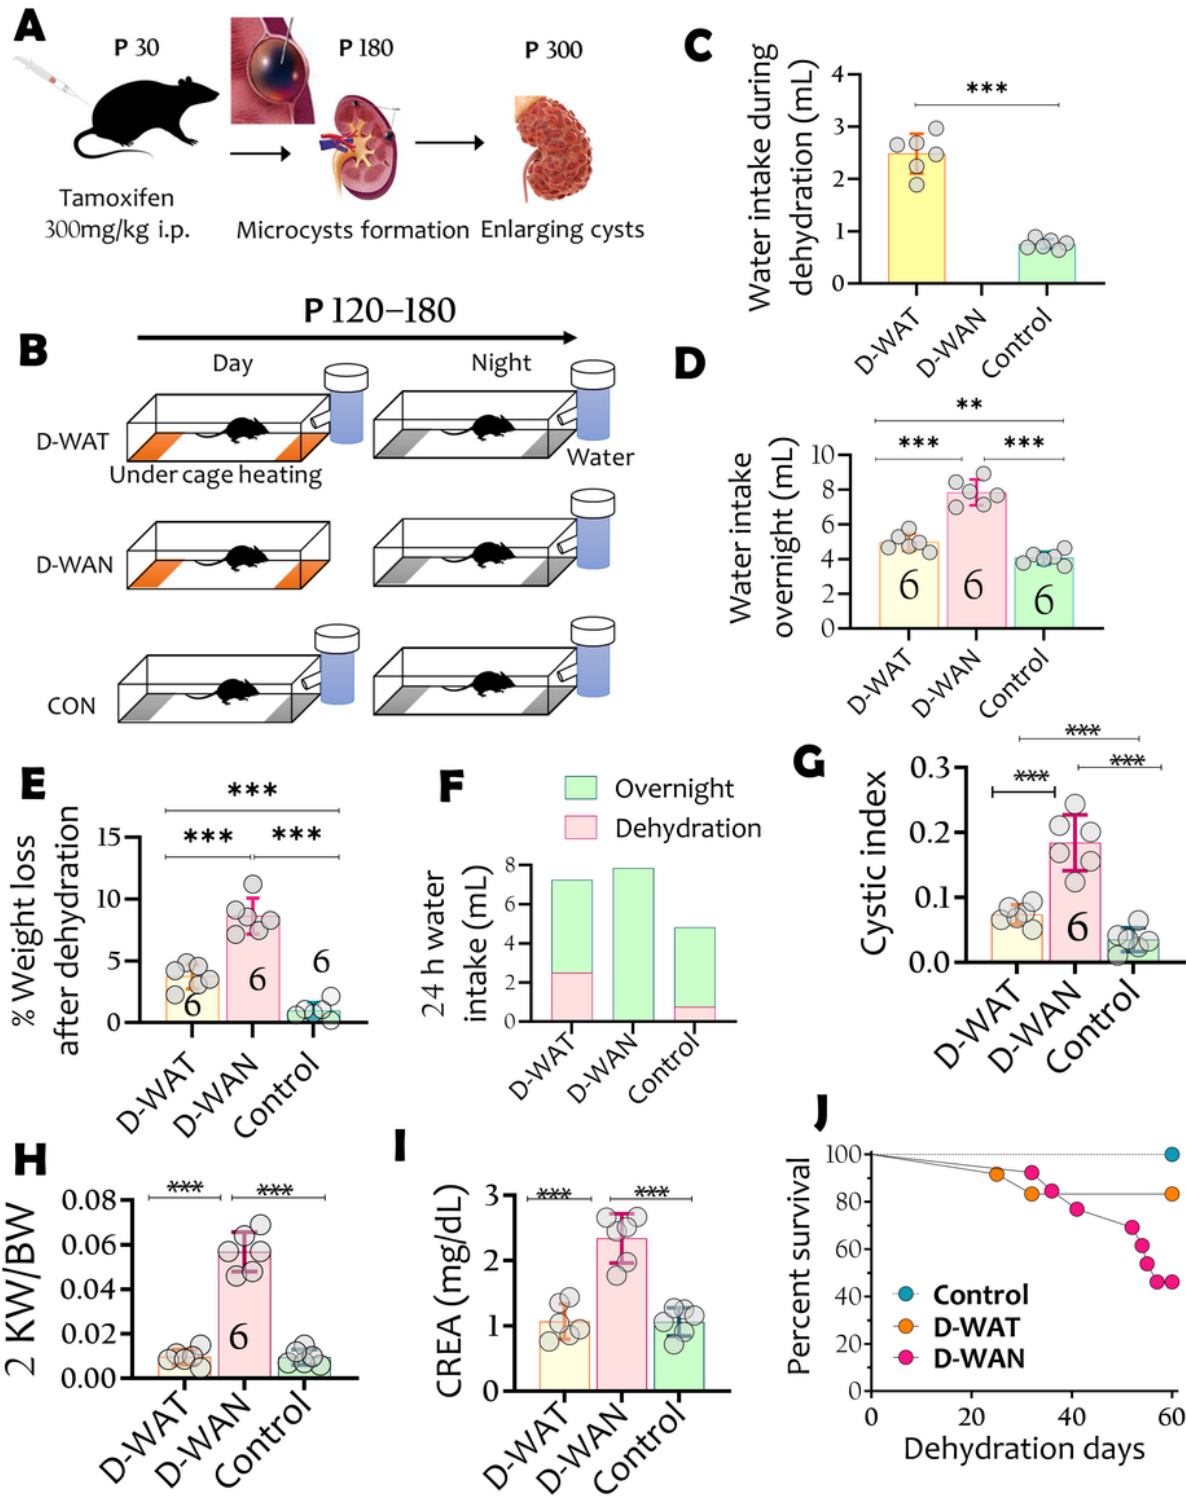 A
P 30
P 180
P 300
Tamoxifen
300mg/kg i.p.
Microcysts formation
Enlarging cysts
B
P 120–180
Day
Night
D-WAT
Under cage heating
Water
D-WAN
CON
C
Water intake during
dehydration (mL)
4
3
2
1
0
***
D-WAT
D-WAN
Control
D
Water intake
overnight (mL)
10
8
6
4
2
0
**
***
***
6
6
6
D-WAT
D-WAN
Control
E
% Weight loss
after dehydration
15
10
5
0
***
***
***
6
6
6
D-WAT
D-WAN
Control
F
Overnight
Dehydration
24 h water
intake (mL)
8
6
4
2
0
D-WAT
D-WAN
Control
G
Cystic index
0.3
0.2
0.1
0.0
***
***
***
6
D-WAT
D-WAN
Control
H
2 KW/BW
0.08
0.06
0.04
0.02
0.00
***
***
6
D-WAT
D-WAN
Control
I
CREA (mg/dL)
3
2
1
0
***
***
D-WAT
D-WAN
Control
J
Percent survival
100
80
60
40
20
0
Control
D-WAT
D-WAN
0
20
40
60
Dehydration days